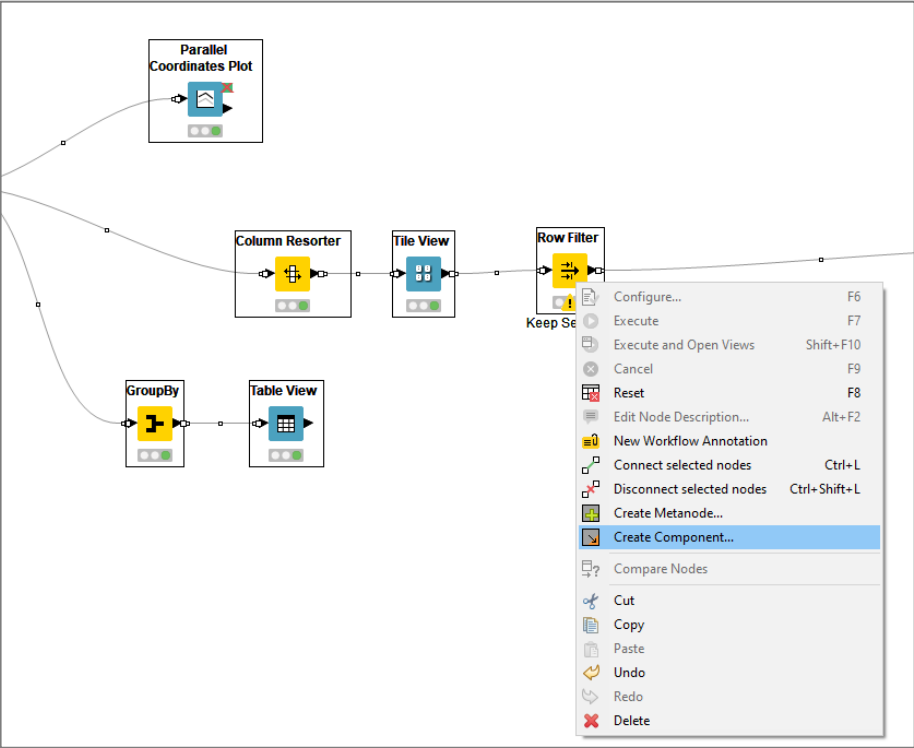 Parallel
Coordinates Plot
Column Resorter
Tile View
Row Filter
Keep Se
GroupBy
Table View
Configure... F6
Execute F7
Execute and Open Views Shift+F10
Cancel F9
Reset F8
Edit Node Description... Alt+F2
New Workflow Annotation
Connect selected nodes Ctrl+L
Disconnect selected nodes Ctrl+Shift+L
Create Metanode...
Create Component...
Compare Nodes
Cut
Copy
Paste
Undo
Redo
Delete